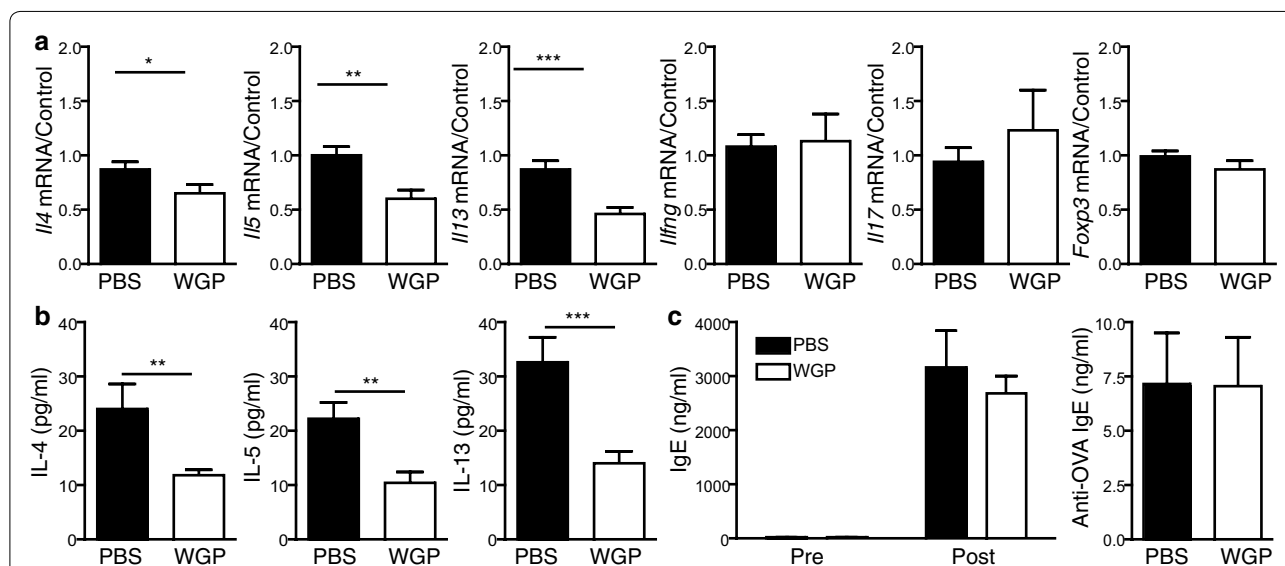 a
2.0
1.5
1.0
0.5
0.0
Il4 mRNA/Control
*
PBS WGP
2.0
1.5
1.0
0.5
0.0
Il5 mRNA/Control
**
PBS WGP
2.0
1.5
1.0
0.5
0.0
Il13 mRNA/Control
***
PBS WGP
2.0
1.5
1.0
0.5
0.0
Ilfng mRNA/Control
PBS WGP
2.0
1.5
1.0
0.5
0.0
Il17 mRNA/Control
PBS WGP
2.0
1.5
1.0
0.5
0.0
Foxp3 mRNA/Control
PBS WGP
b
40
30
20
10
0
IL-4 (pg/ml)
**
PBS WGP
40
30
20
10
0
IL-5 (pg/ml)
**
PBS WGP
40
30
20
10
0
IL-13 (pg/ml)
***
PBS WGP
c
4000
3000
2000
1000
0
IgE (ng/ml)
PBS
WGP
Pre Post
10.0
7.5
5.0
2.5
0.0
Anti-OVA IgE (ng/ml)
PBS WGP